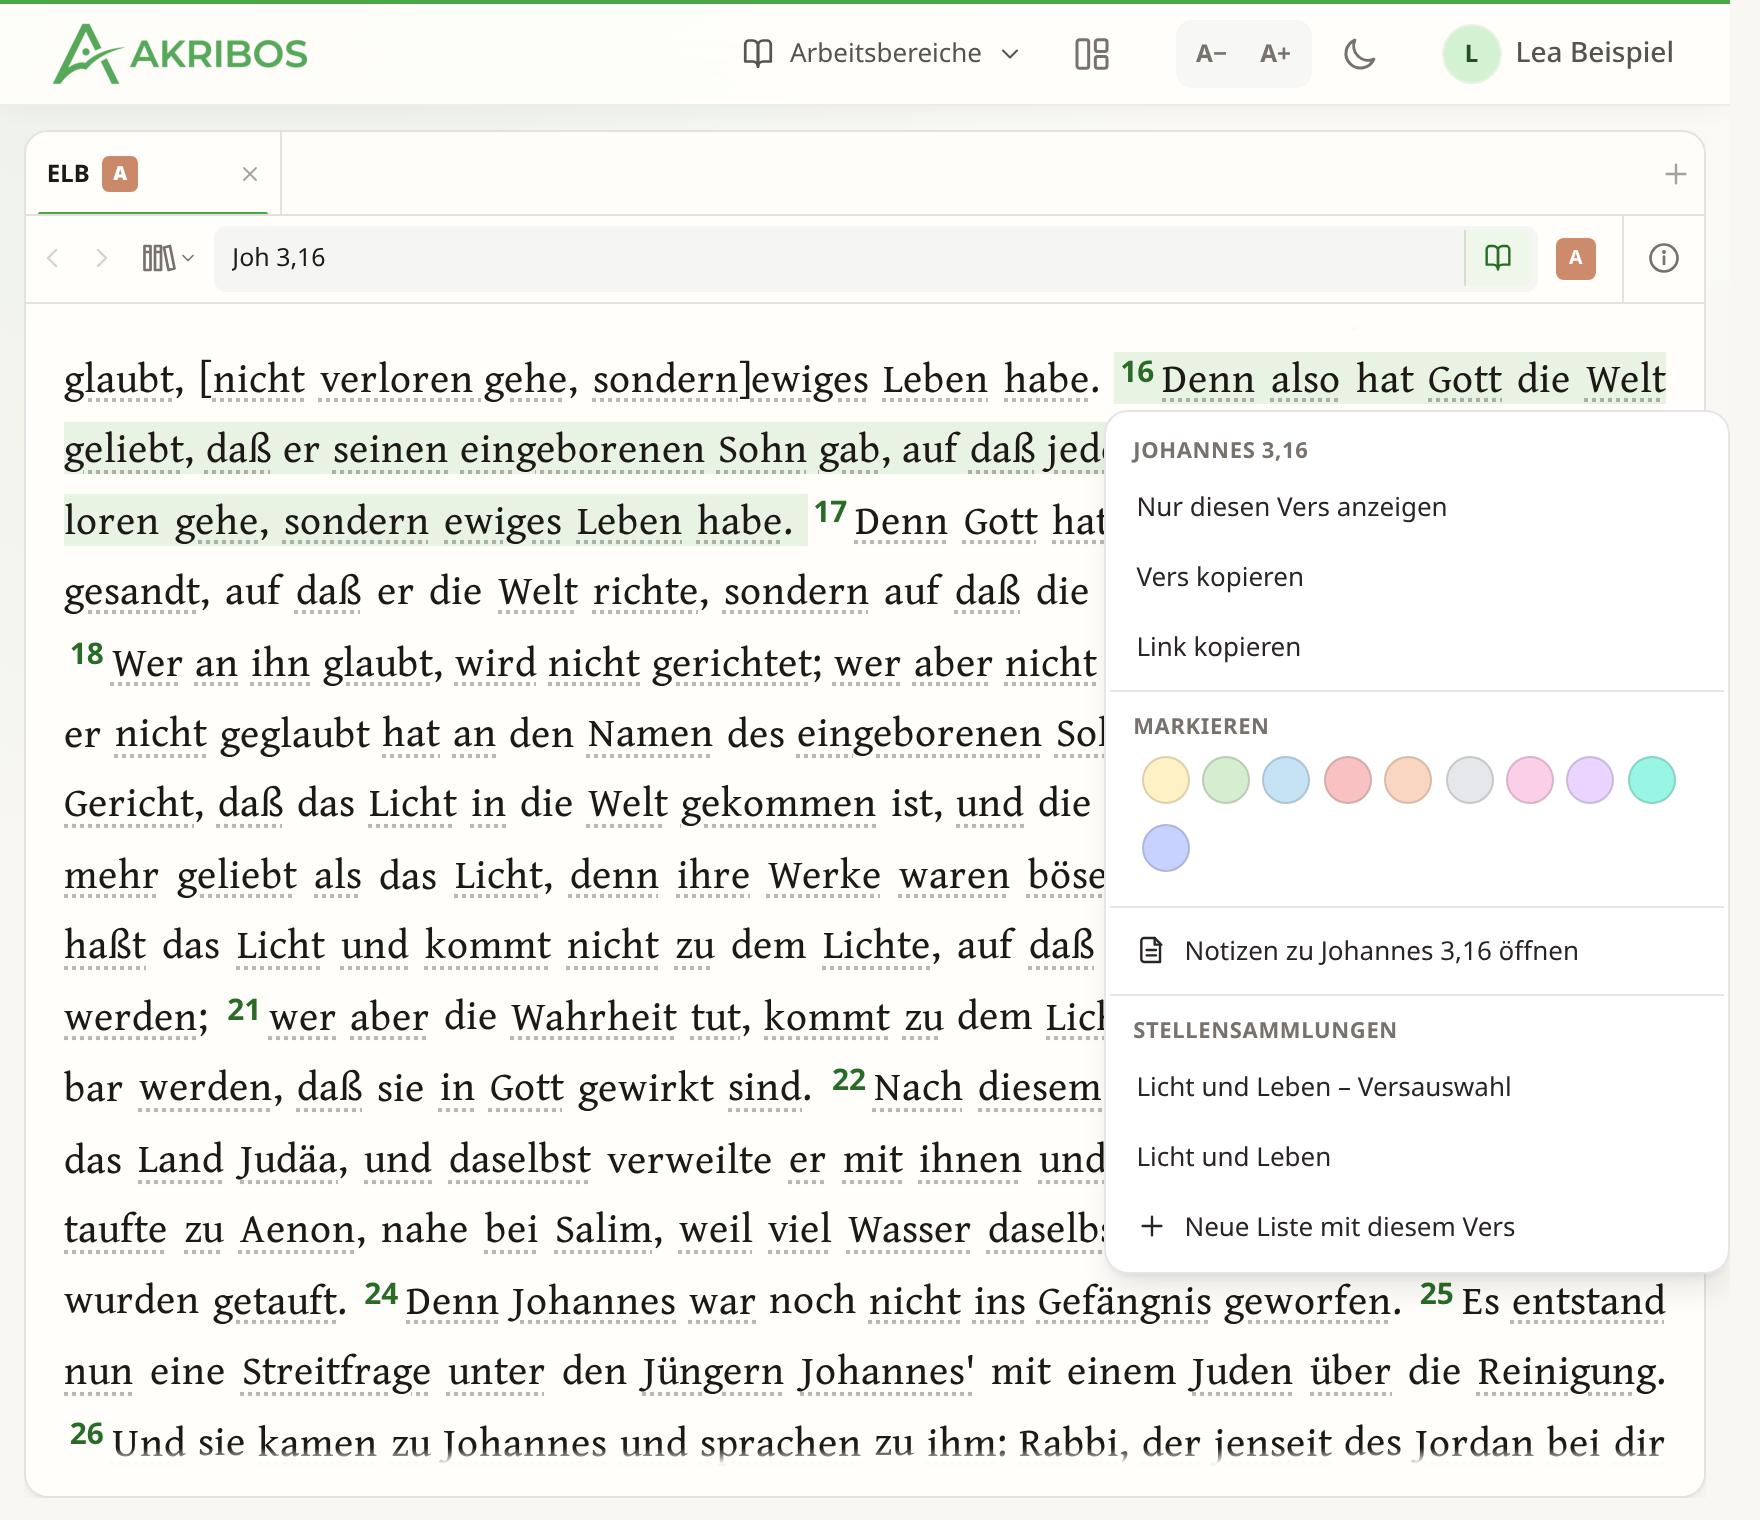 AKRIBOS
Arbeitsbereiche
A−
A+
L
Lea Beispiel
ELB A
Joh 3,16
A
glaubt, [nicht verloren gehe, sondern]ewiges Leben habe. 16 Denn also hat Gott die Welt
geliebt, daß er seinen eingeborenen Sohn gab, auf daß
loren gehe, sondern ewiges Leben habe. 17 Denn Gott hat
gesandt, auf daß er die Welt richte, sondern auf daß die
18 Wer an ihn glaubt, wird nicht gerichtet; wer aber nicht
er nicht geglaubt hat an den Namen des eingeborenen
Gericht, daß das Licht in die Welt gekommen ist, und die
mehr geliebt als das Licht, denn ihre Werke waren böse
haßt das Licht und kommt nicht zu dem Lichte, auf daß
werden; 21 wer aber die Wahrheit tut, kommt zu dem
bar werden, daß sie in Gott gewirkt sind. 22 Nach diesem
das Land Judäa, und daselbst verweilte er mit ihnen und
taufte zu Aenon, nahe bei Salim, weil viel Wasser
wurden getauft. 24 Denn Johannes war noch nicht ins Gefängnis geworfen. 25 Es entstand
nun eine Streitfrage unter den Jüngern Johannes' mit einem Juden über die Reinigung.
26 Und sie kamen zu Johannes und sprachen zu ihm: Rabbi, der jenseit des Jordan bei dir
JOHANNES 3,16
Nur diesen Vers anzeigen
Vers kopieren
Link kopieren
MARKIEREN
Notizen zu Johannes 3,16 öffnen
STELLENSAMMLUNGEN
Licht und Leben – Versauswahl
Licht und Leben
Neue Liste mit diesem Vers